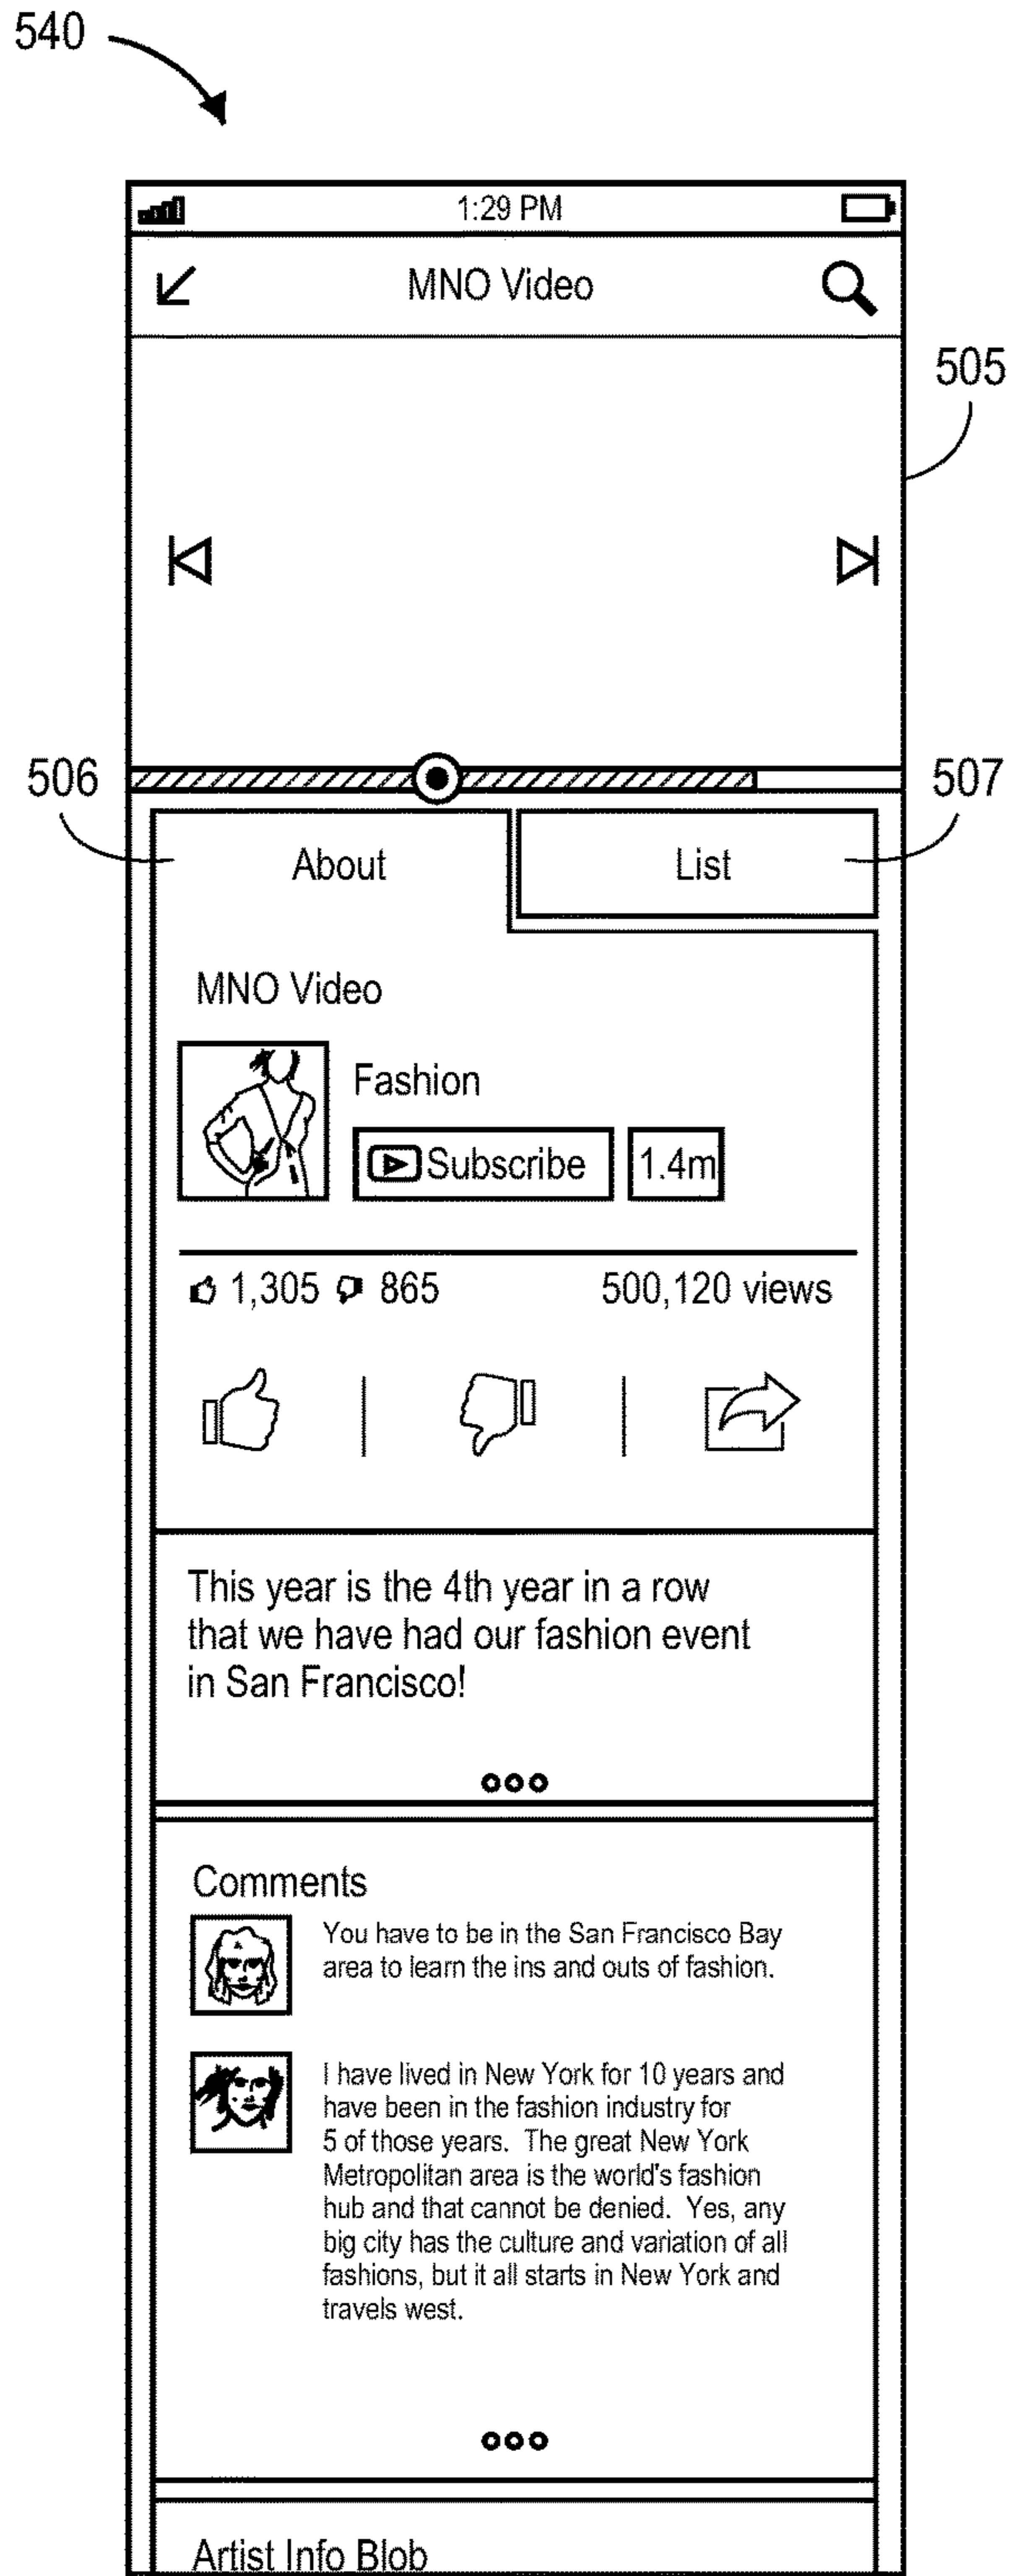 540
1:29 PM
MNO Video
505
506
507
About
List
MNO Video
Fashion
Subscribe
1.4m
1,305 865 500,120 views
This year is the 4th year in a row
that we have had our fashion event
in San Francisco!
Comments
You have to be in the San Francisco Bay
area to learn the ins and outs of fashion.
I have lived in New York for 10 years and
have been in the fashion industry for
5 of those years. The great New York
Metropolitan area is the world's fashion
hub and that cannot be denied. Yes, any
big city has the culture and variation of all
fashions, but it all starts in New York and
travels west.
Artist Info Blob